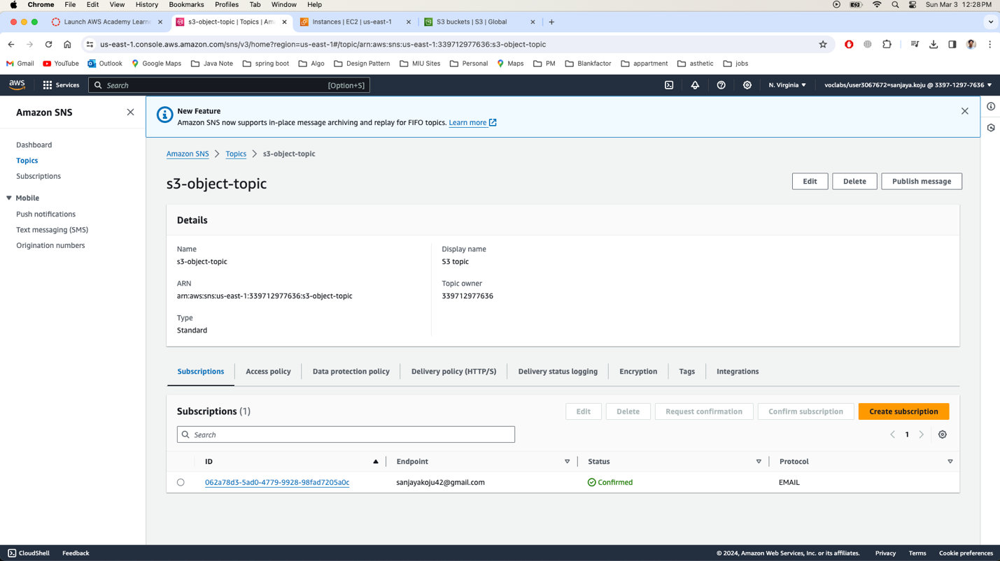 Chrome File Edit View History Bookmarks Profiles Tab Window Help Sun Mar 3 12:28 PM
Launch AWS Academy Learne s3-object-topic | Topics | Ama Instances | EC2 | us-east-1 S3 buckets | S3 | Global
us-east-1.console.aws.amazon.com/sns/v3/home?region=us-east-1#/topic/arn:aws:sns:us-east-1:339712977636:s3-object-topic
Gmail YouTube Outlook Google Maps Java Note spring boot Algo Design Pattern MIU Sites Personal Maps PM Blankfactor appartment asthetic jobs
aws Services Search [Option+S] N. Virginia voclabs/user3067672=sanjaya.koju @ 3397-1297-7636
Amazon SNS
Dashboard
Topics
Subscriptions
Mobile
Push notifications
Text messaging (SMS)
Origination numbers
New Feature
Amazon SNS now supports in-place message archiving and replay for FIFO topics. Learn more
Amazon SNS Topics s3-object-topic
s3-object-topic
Edit Delete Publish message
Details
Name
s3-object-topic
ARN
arn:aws:sns:us-east-1:339712977636:s3-object-topic
Type
Standard
Display name
S3 topic
Topic owner
339712977636
Subscriptions Access policy Data protection policy Delivery policy (HTTP/S) Delivery status logging Encryption Tags Integrations
Subscriptions (1)
Edit Delete Request confirmation Confirm subscription Create subscription
Search
1
ID Endpoint Status Protocol
062a78d3-5ad0-4779-9928-98fad7205a0c sanjayakoju42@gmail.com Confirmed EMAIL
CloudShell Feedback © 2024, Amazon Web Services, Inc. or its affiliates. Privacy Terms Cookie preferences